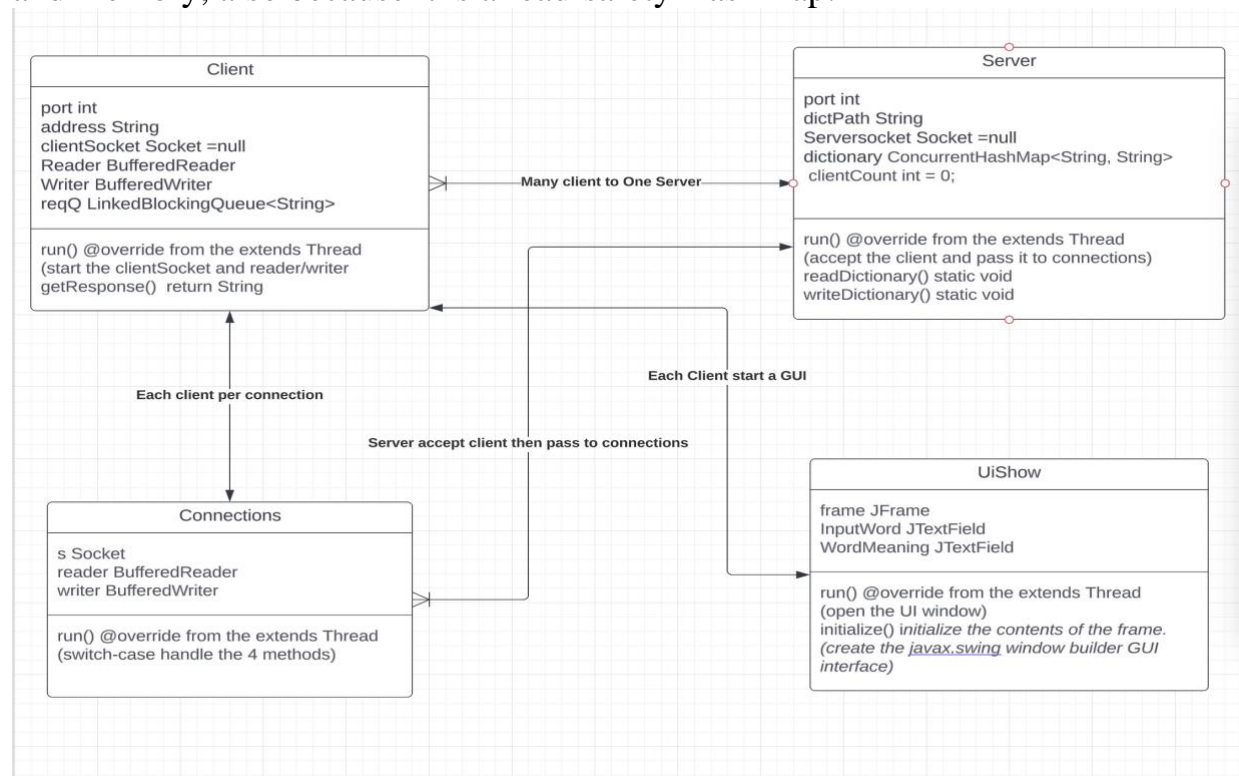 Client
port int
address String
clientSocket Socket =null
Reader BufferedReader
Writer BufferedWriter
reqQ LinkedBlockingQueue<String>
run() @override from the extends Thread
(start the clientSocket and reader/writer
getResponse() return String
Many client to One Server
Server
port int
dictPath String
Serversocket Socket =null
dictionary ConcurrentHashMap<String, String>
clientCount int = 0;
run() @override from the extends Thread
(accept the client and pass it to connections)
readDictionary() static void
writeDictionary() static void
Each Client start a GUI
Each client per connection
Server accept client then pass to connections
Connections
s Socket
reader BufferedReader
writer BufferedWriter
run() @override from the extends Thread
(switch-case handle the 4 methods)
UiShow
frame JFrame
InputWord JTextField
WordMeaning JTextField
run() @override from the extends Thread
(open the UI window)
initialize() initialize the contents of the frame.
(create the javax.swing window builder GUI
interface)